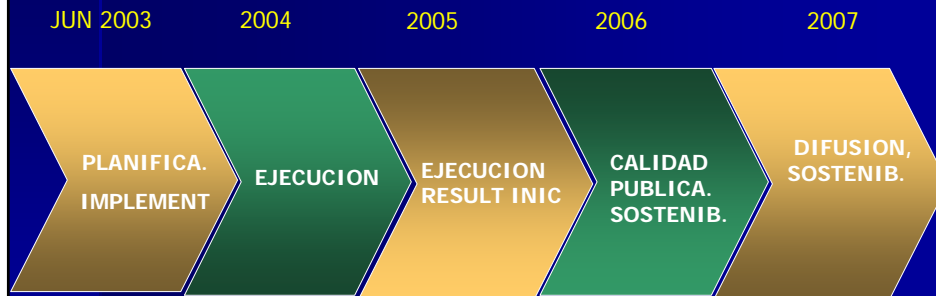 JUN 2003
2004
2005
2006
2007
PLANIFICA.
IMPLEMENT
EJECUCION
EJECUCION
RESULT INIC
CALIDAD
PUBLICA.
SOSTENIB.
DIFUSION,
SOSTENIB.